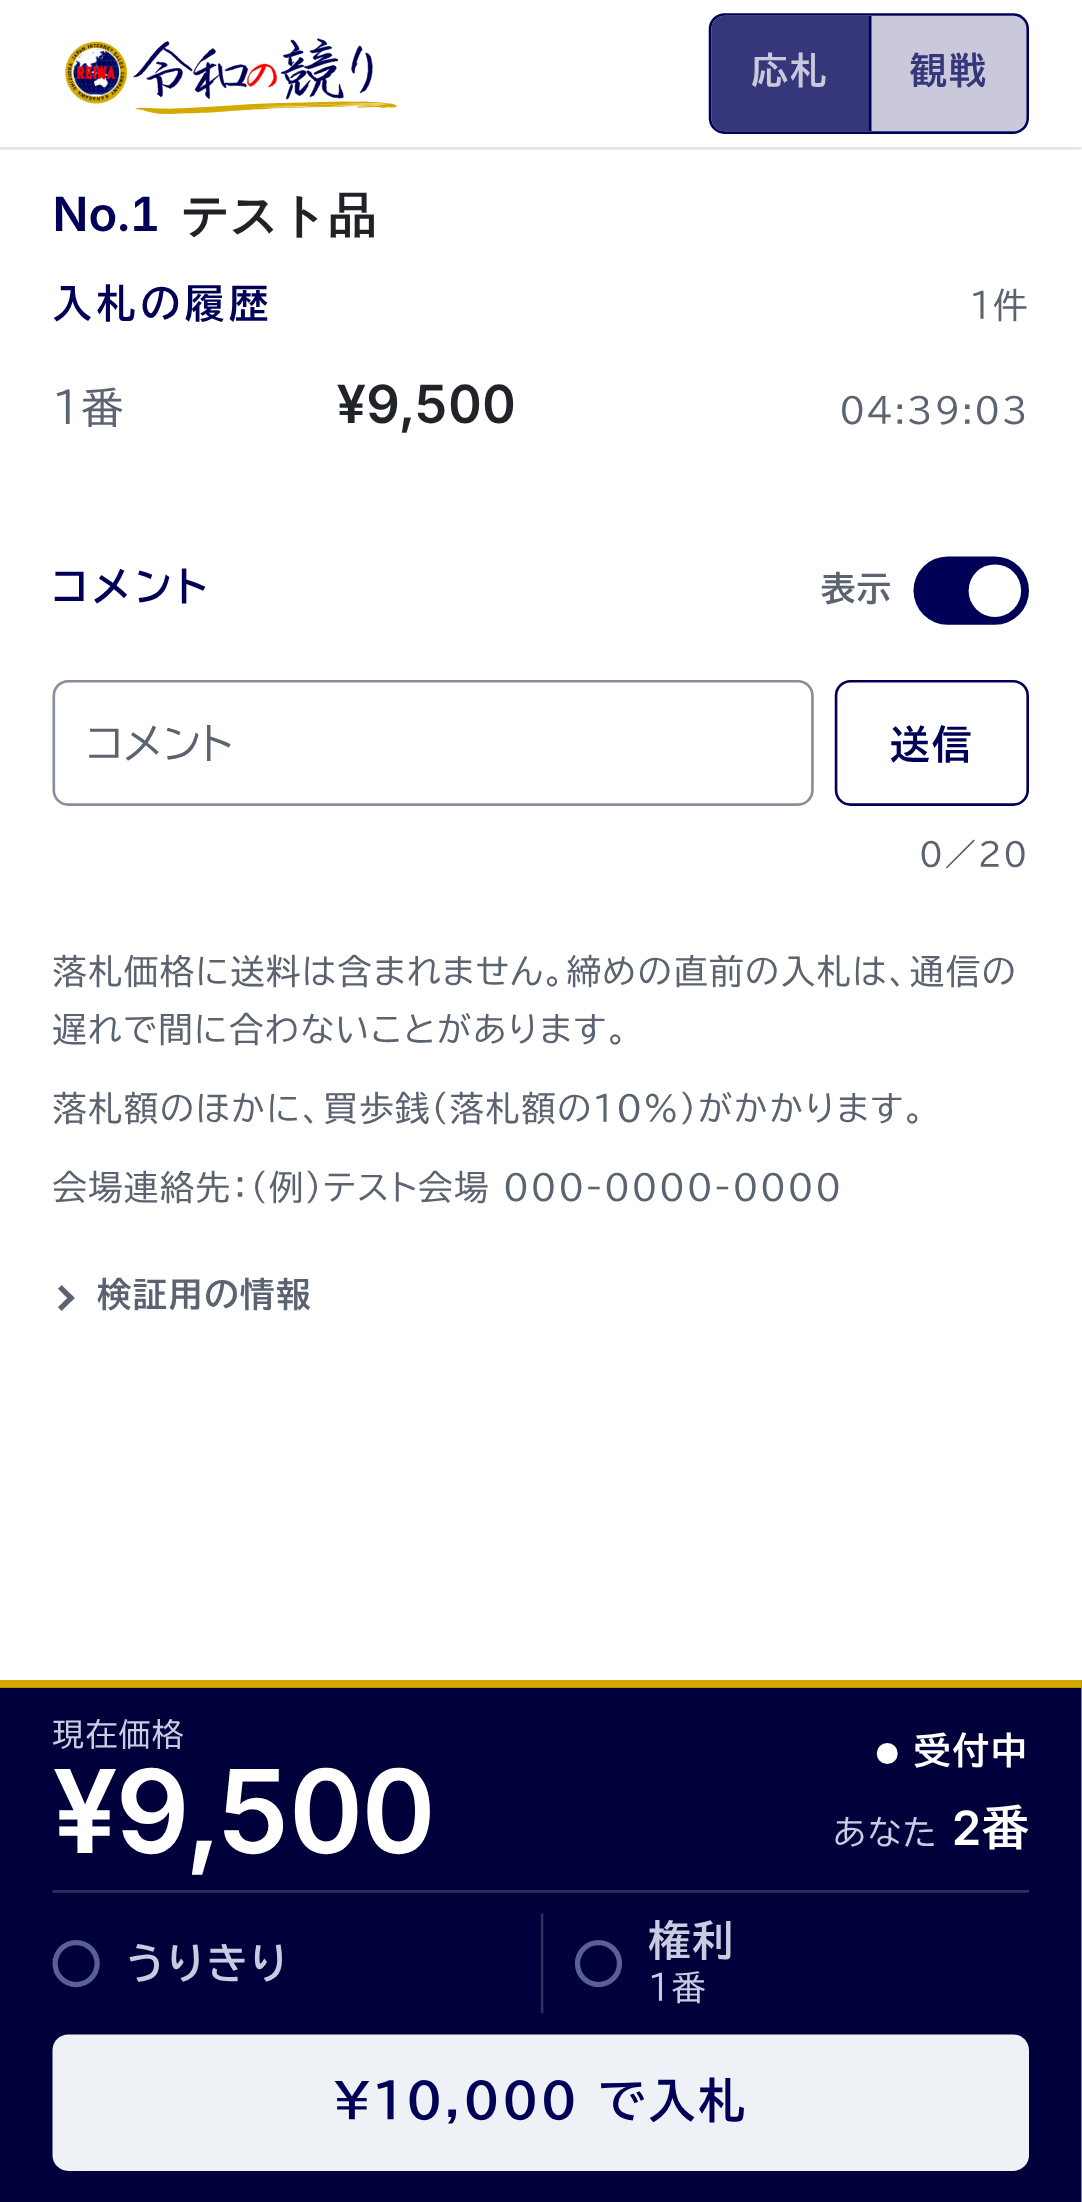 REIWA 令和の競り
応札 観戦
No.1 テスト品
入札の履歴 1件
1番 ¥9,500 04:39:03
コメント 表示
コメント 送信
0／20
落札価格に送料は含まれません。締めの直前の入札は、通信の
遅れで間に合わないことがあります。
落札額のほかに、買歩銭（落札額の10％）がかかります。
会場連絡先：（例）テスト会場 000-0000-0000
検証用の情報
現在価格
受付中
¥9,500
あなた 2番
うりきり 権利
1番
¥10,000 で入札